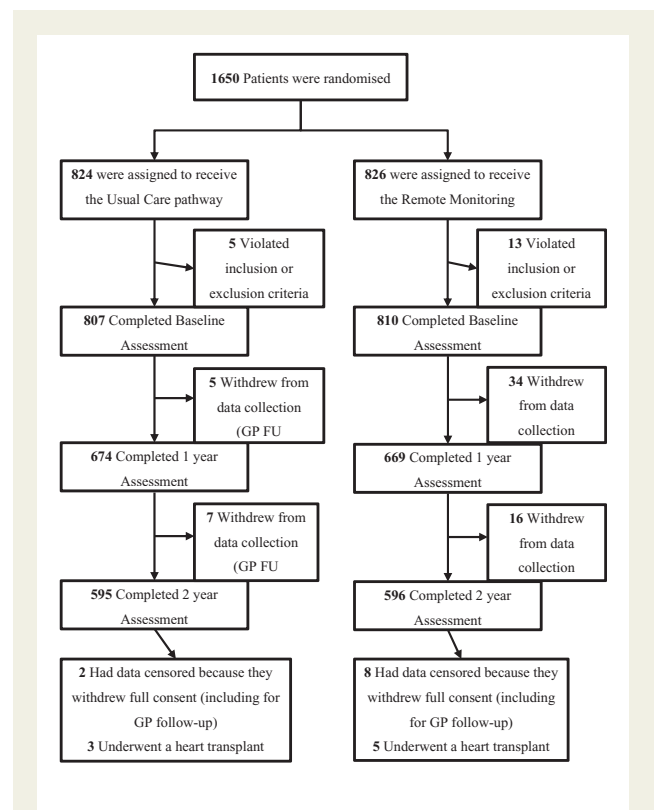 1650 Patients were randomised
824 were assigned to receive
the Usual Care pathway
826 were assigned to receive
the Remote Monitoring
5 Violated
inclusion or
exclusion criteria
13 Violated
inclusion or
exclusion criteria
807 Completed Baseline
Assessment
810 Completed Baseline
Assessment
5 Withdrew from
data collection
(GP FU
34 Withdrew
from data
collection
674 Completed 1 year
Assessment
669 Completed 1 year
Assessment
7 Withdrew from
data collection
(GP FU
16 Withdrew
from data
collection
595 Completed 2 year
Assessment
596 Completed 2 year
Assessment
2 Had data censored because they
withdrew full consent (including for
GP follow-up)
3 Underwent a heart transplant
8 Had data censored because they
withdrew full consent (including
for GP follow-up)
5 Underwent a heart transplant